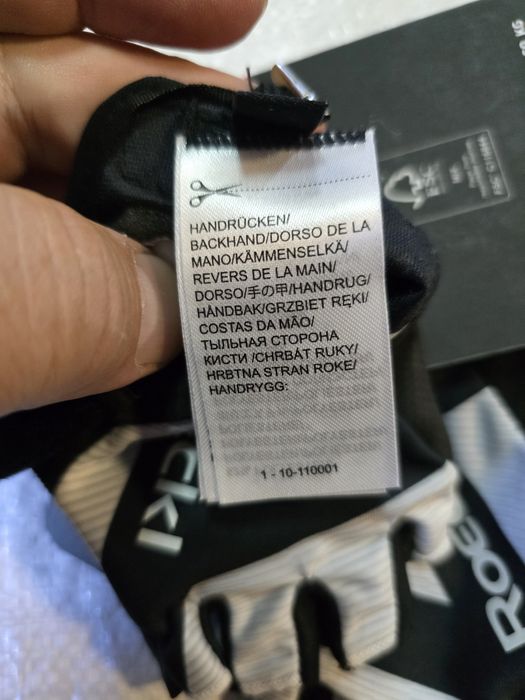 HANDRÜCKEN/
BACKHAND/DORSO DE LA
MANO/KÄMMENSELKÄ/
REVERS DE LA MAIN/
DORSO/手の甲/HANDRUG/
HÅNDBAK/GRZBIET RĘKI/
COSTAS DA MÃO/
ТЫЛЬНАЯ СТОРОНА
КИСТИ /CHRBÁT RUKY/
HRBTNA STRAN ROKE/
HANDRYGG:
1 - 10-110001
ROE
cki